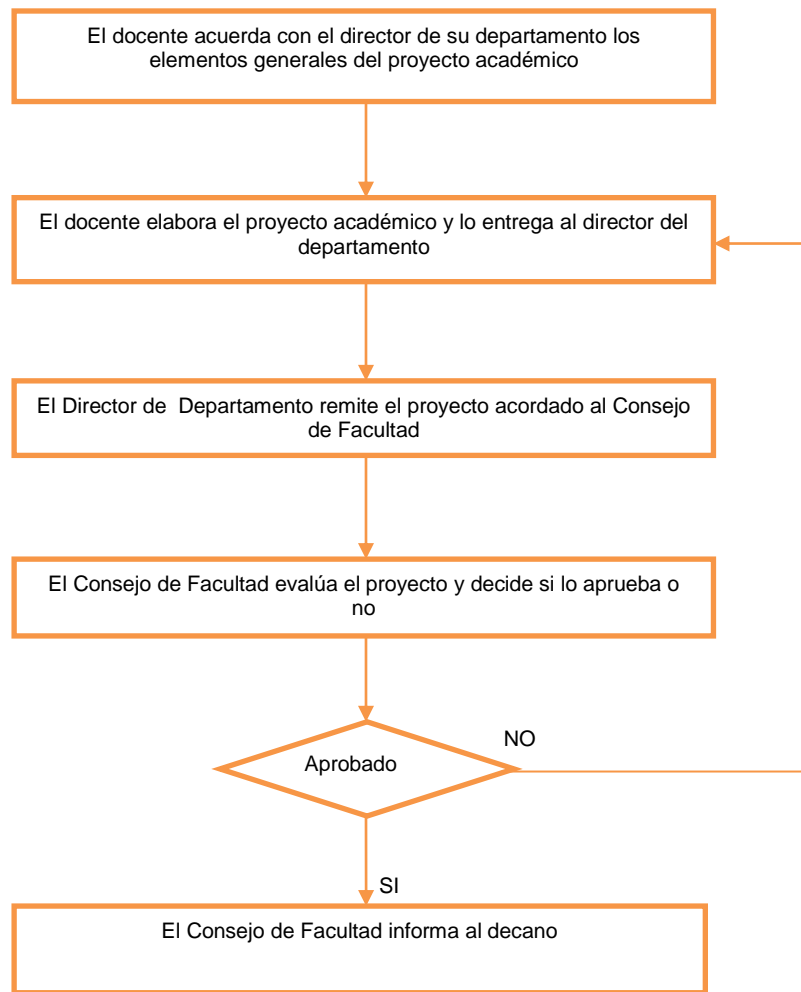 El docente acuerda con el director de su departamento los
elementos generales del proyecto académico
El docente elabora el proyecto académico y lo entrega al director del
departamento
El Director de Departamento remite el proyecto acordado al Consejo
de Facultad
El Consejo de Facultad evalúa el proyecto y decide si lo aprueba o
no
NO
Aprobado
SI
El Consejo de Facultad informa al decano